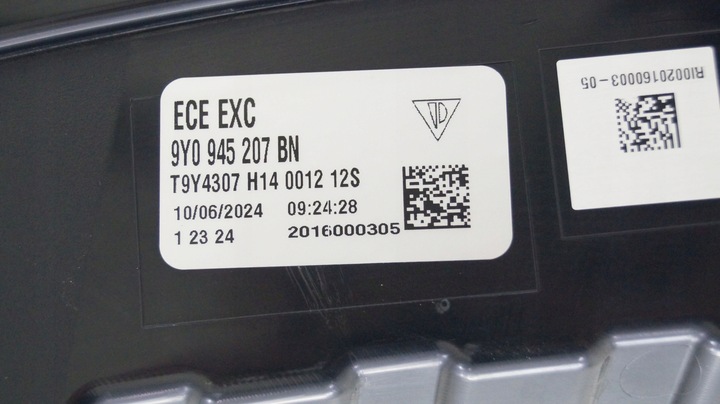 ECE EXC
9Y0 945 207 BN
T9Y4307 H14 0012 12S
10/06/2024 09:24:28
1 23 24 2016000305
RI0020160003-05